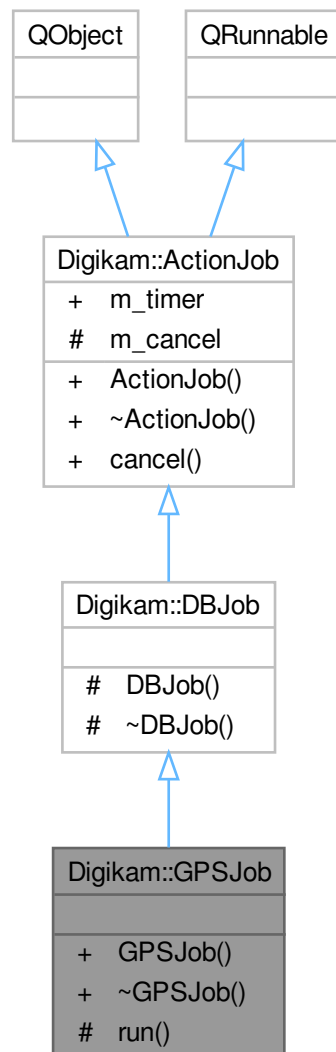 QObject
QRunnable
Digikam::ActionJob
+ m_timer
# m_cancel
+ ActionJob()
+ ~ActionJob()
+ cancel()
Digikam::DBJob
# DBJob()
# ~DBJob()
Digikam::GPSJob
+ GPSJob()
+ ~GPSJob()
# run()